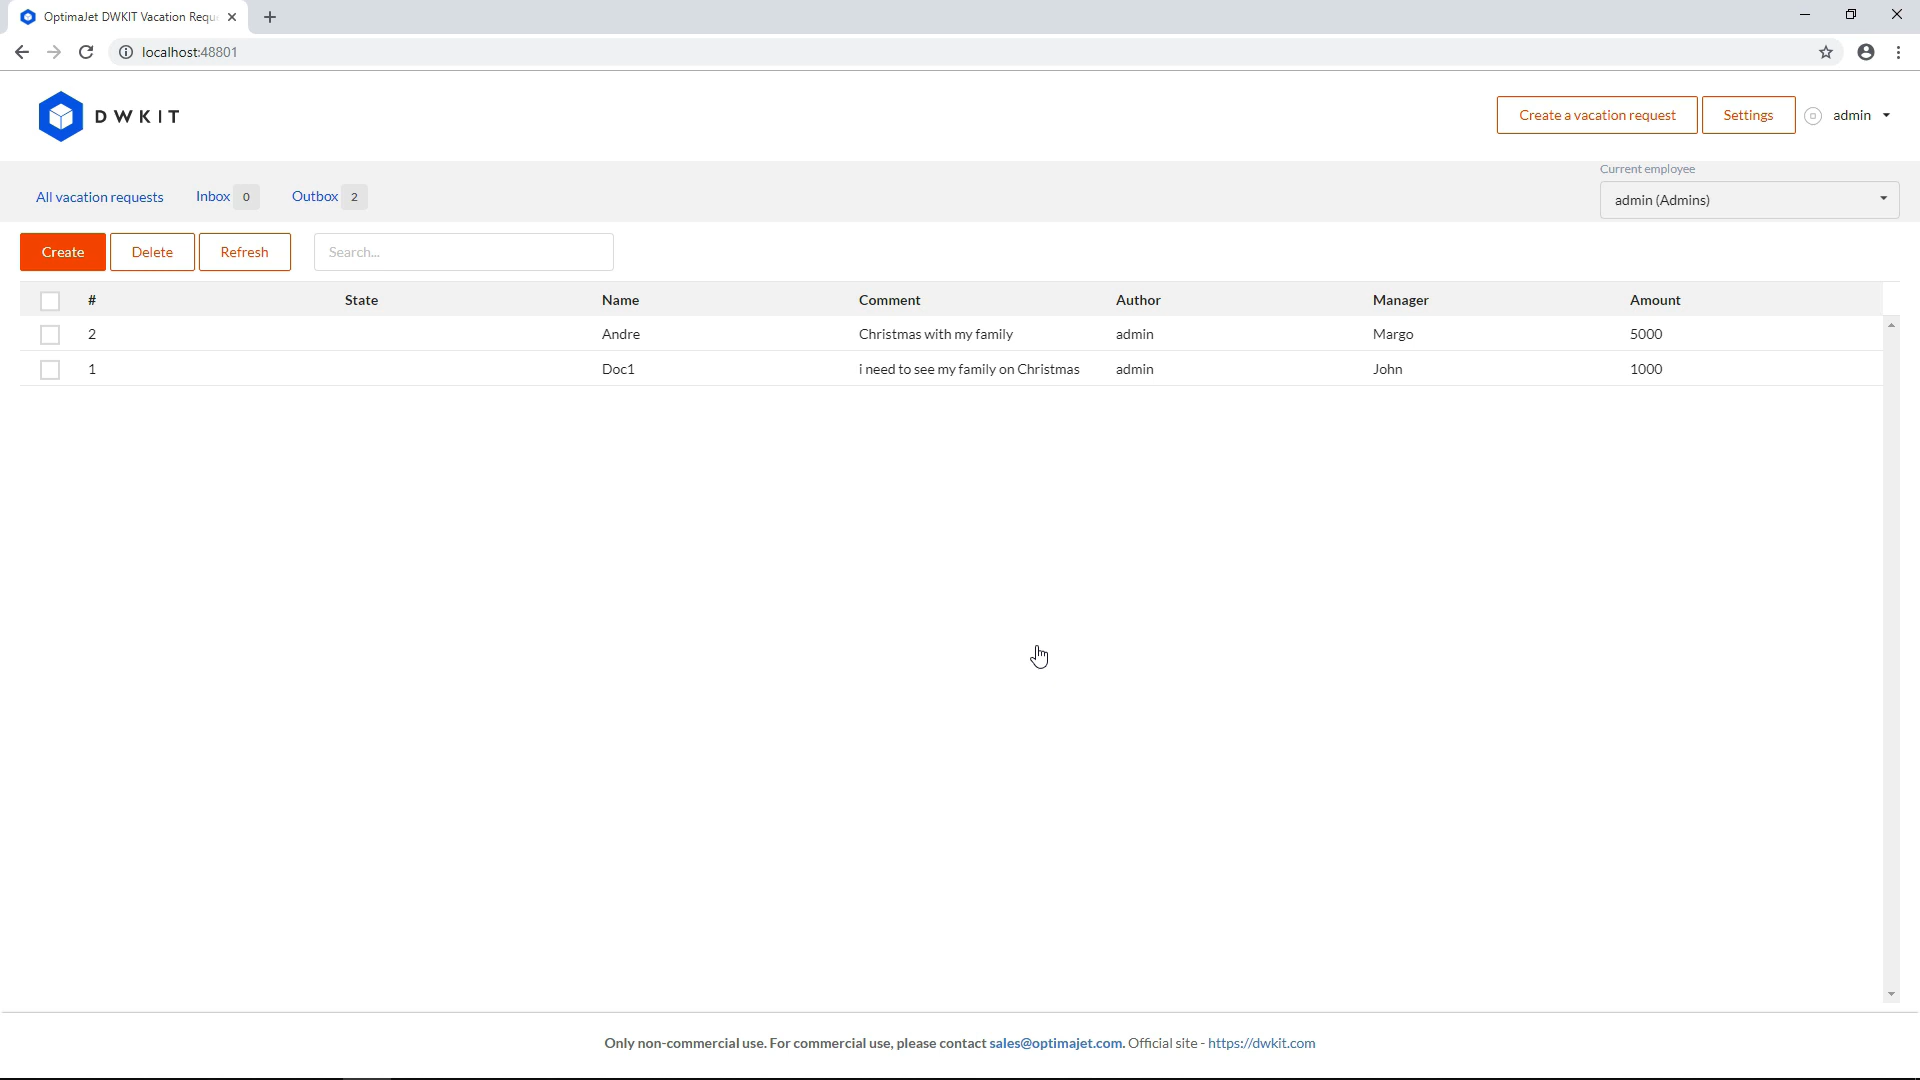 OptimaJet DWKIT Vacation Requ
localhost:48801
DWKIT
Create a vacation request
Settings
admin
All vacation requests
Inbox 0
Outbox 2
Current employee
admin (Admins)
Create
Delete
Refresh
Search...
# State Name Comment Author Manager Amount
2 Andre Christmas with my family admin Margo 5000
1 Doc1 i need to see my family on Christmas admin John 1000
Only non-commercial use. For commercial use, please contact sales@optimajet.com. Official site - https://dwkit.com